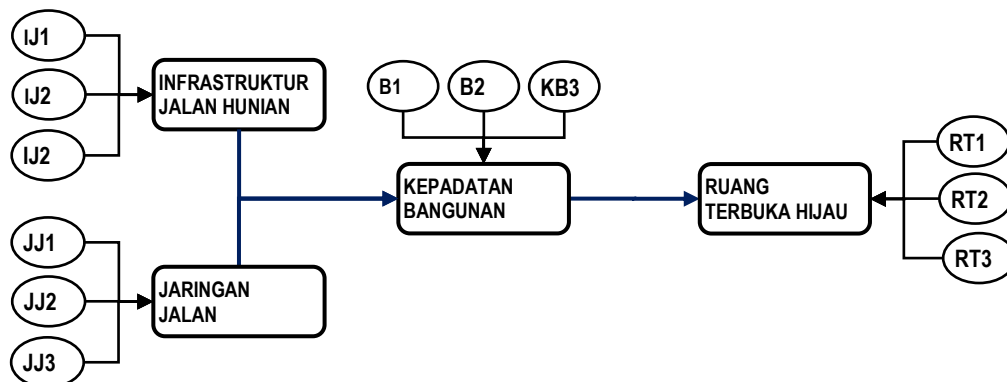 IJ1
IJ2
IJ2
INFRASTRUKTUR
JALAN HUNIAN
B1
B2
KB3
KEPADATAN
BANGUNAN
RUANG
TERBUKA HIJAU
RT1
RT2
RT3
JJ1
JJ2
JJ3
JARINGAN
JALAN